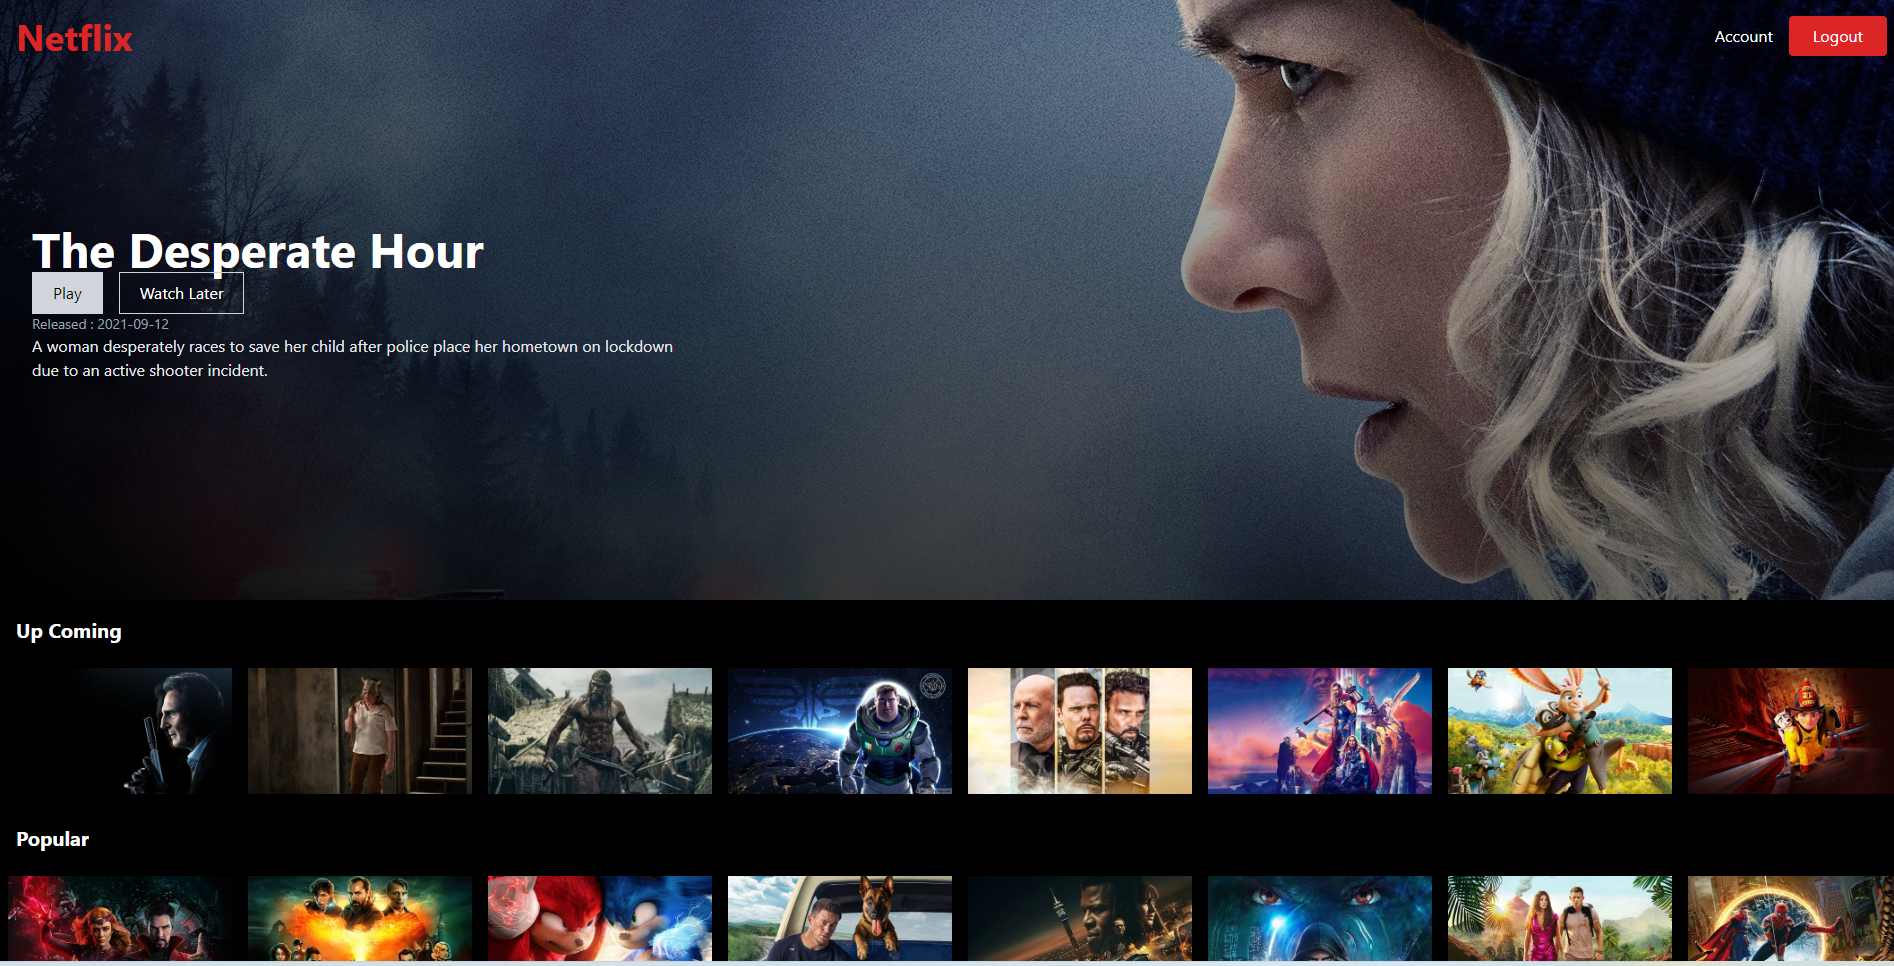 Netflix
Account
Logout
The Desperate Hour
Play
Watch Later
Released : 2021-09-12
A woman desperately races to save her child after police place her hometown on lockdown
due to an active shooter incident.
Up Coming
Popular